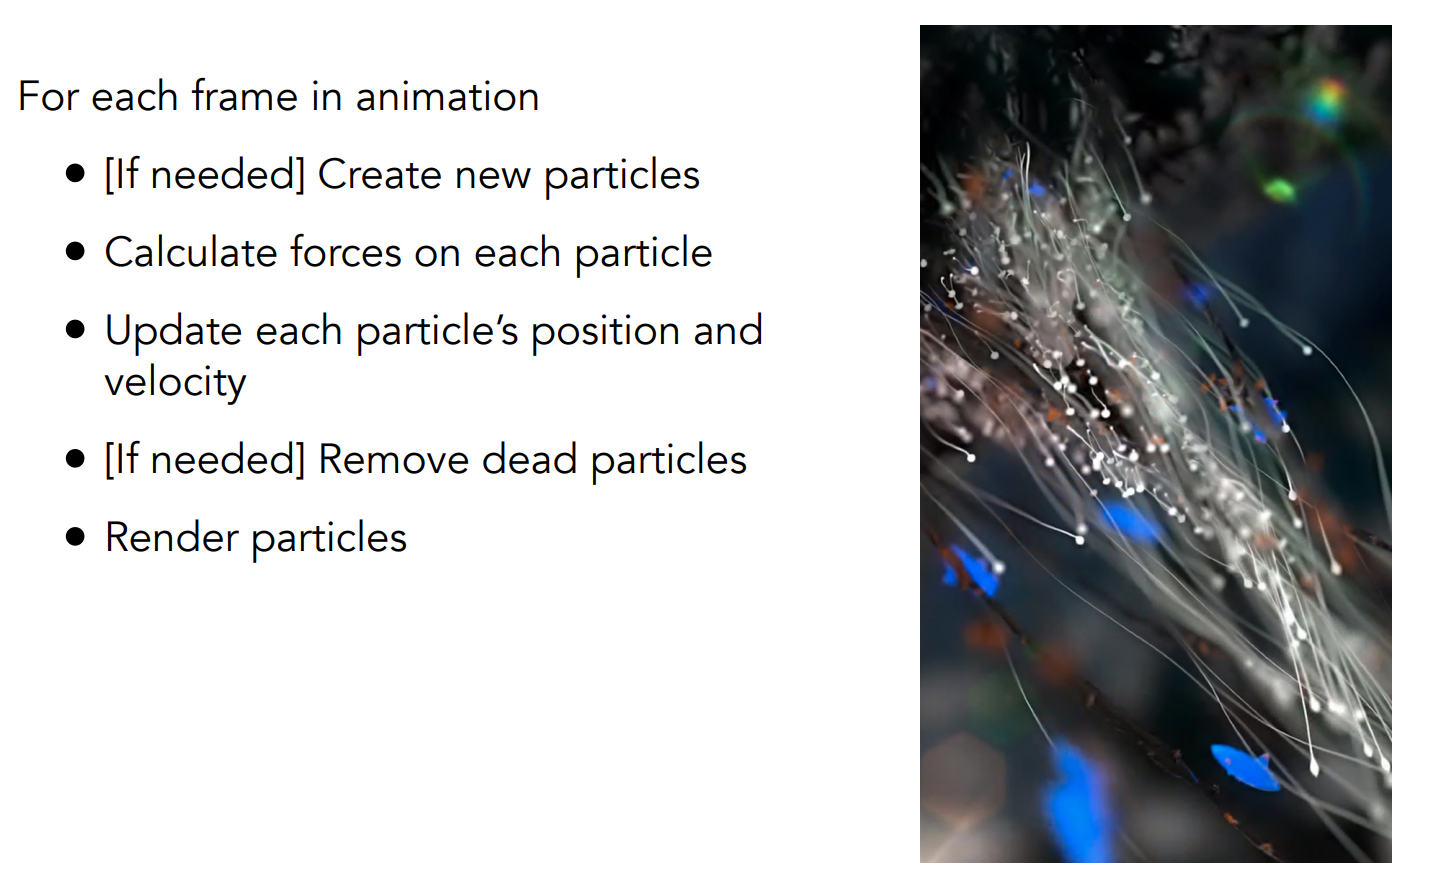 For each frame in animation
● [If needed] Create new particles
● Calculate forces on each particle
● Update each particle’s position and
velocity
● [If needed] Remove dead particles
● Render particles